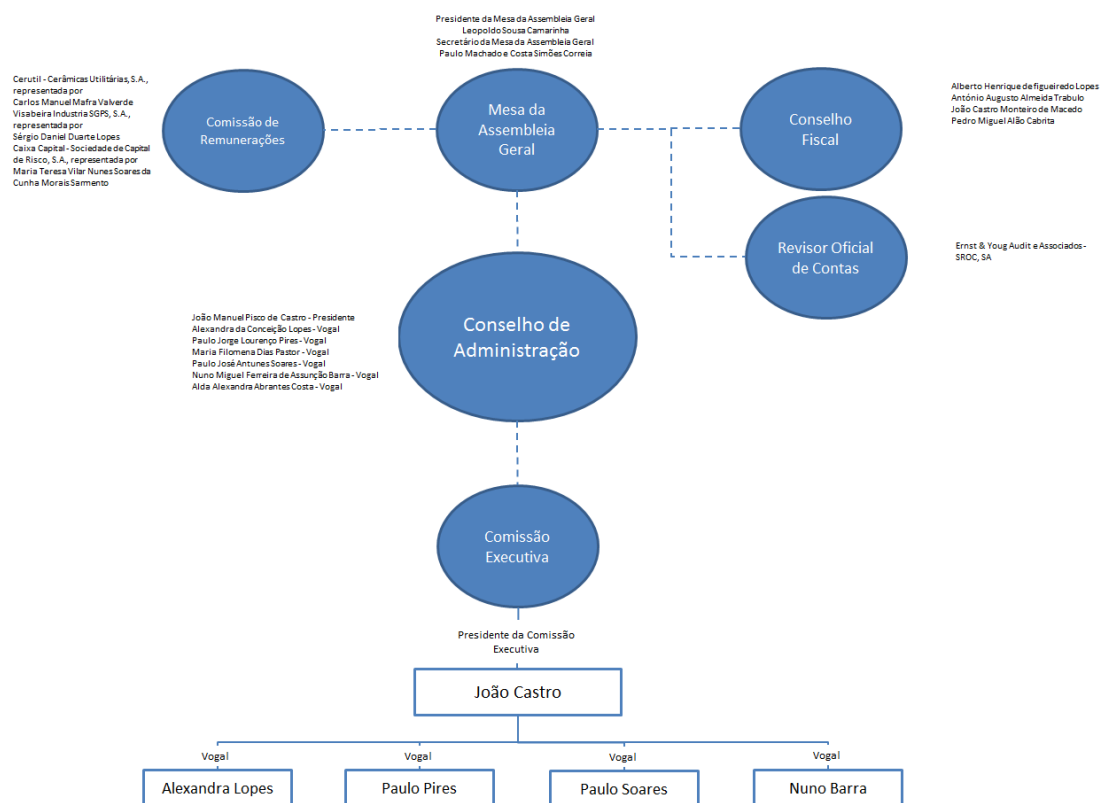 Presidente da Mesa da Assembleia Geral
Leopoldo Sousa Camarinha
Secretário da Mesa da Assembleia Geral
Paulo Machado e Costa Simões Correia
Cerutil - Cerâmicas Utilitárias, S.A.,
representada por
Carlos Manuel Mafra Valverde
Visabeira Industria SGPS, S.A.,
representada por
Sérgio Daniel Duarte Lopes
Caixa Capital - Sociedade de Capital
de Risco, S.A., representada por
Maria Teresa Vilar Nunes Soares da
Cunha Morais Sarmento
Comissão de
Remunerações
Mesa da
Assembleia
Geral
Conselho
Fiscal
Alberto Henrique de figueiredo Lopes
António Augusto Almeida Trabulo
João Castro Monteiro de Macedo
Pedro Miguel Alão Cabrita
Revisor Oficial
de Contas
Ernst & Youg Audit e Associados -
SROC, SA
João Manuel Pisco de Castro - Presidente
Alexandra da Conceição Lopes - Vogal
Paulo Jorge Lourenço Pires - Vogal
Maria Filomena Dias Pastor - Vogal
Paulo José Antunes Soares - Vogal
Nuno Miguel Ferreira de Assunção Barra - Vogal
Alda Alexandra Abrantes Costa - Vogal
Conselho de
Administração
Comissão
Executiva
Presidente da Comissão
Executiva
João Castro
Vogal
Vogal
Vogal
Vogal
Alexandra Lopes
Paulo Pires
Paulo Soares
Nuno Barra